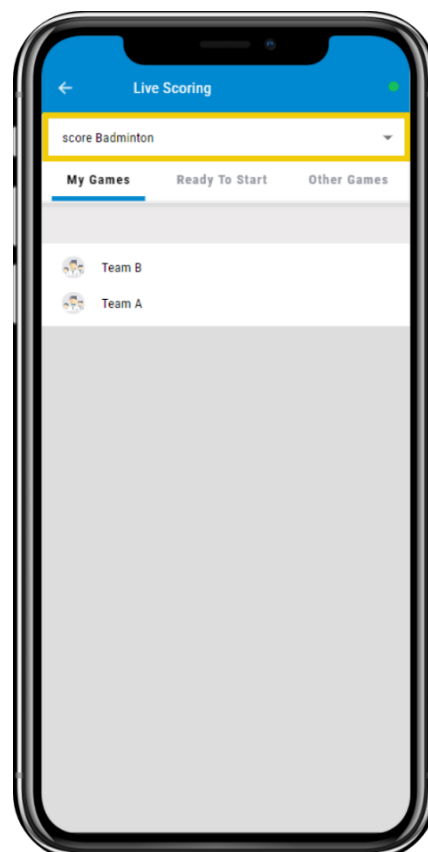 Live Scoring
score Badminton
My Games Ready To Start Other Games
Team B
Team A